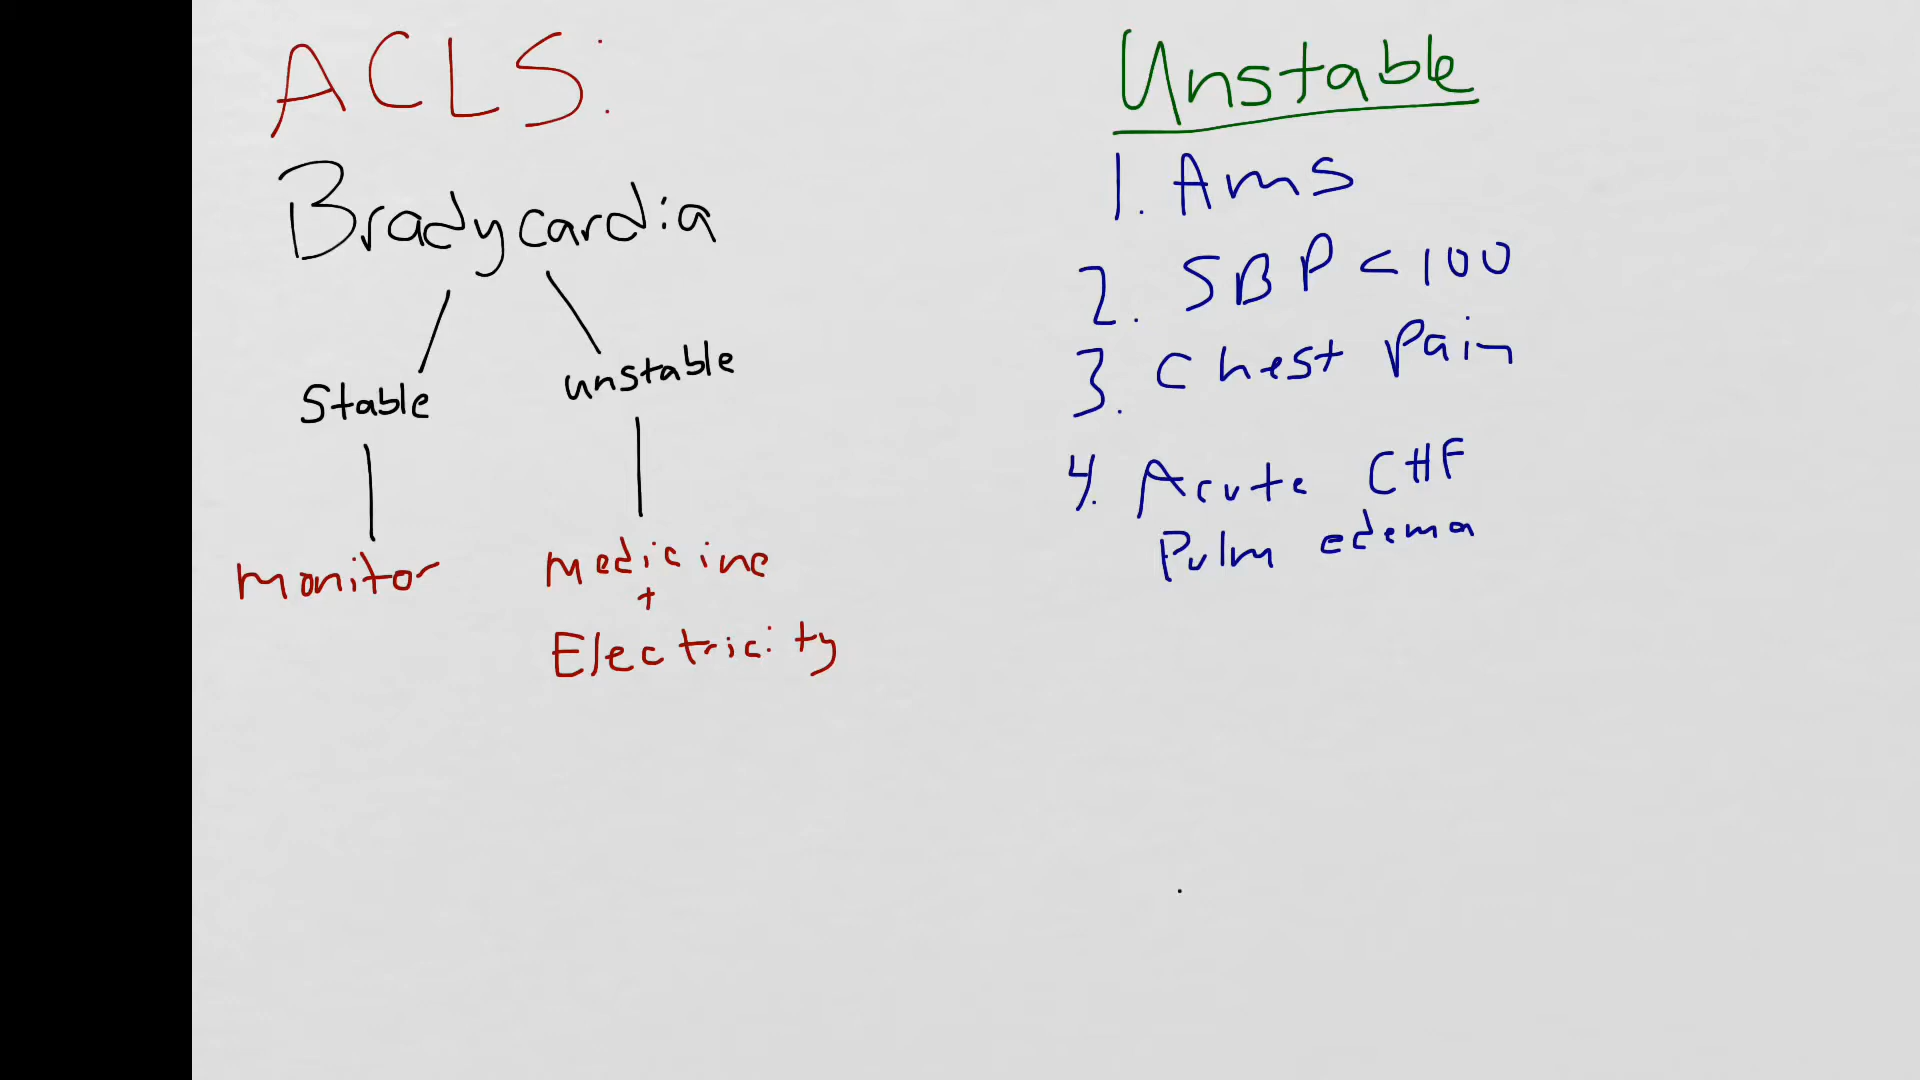 ACLS:
Bradycardia
Stable unstable
monitor medicine
+
Electricity
Unstable
1. Ams
2. SBP < 100
3. Chest Pain
4. Acute CHF
Pulm edema